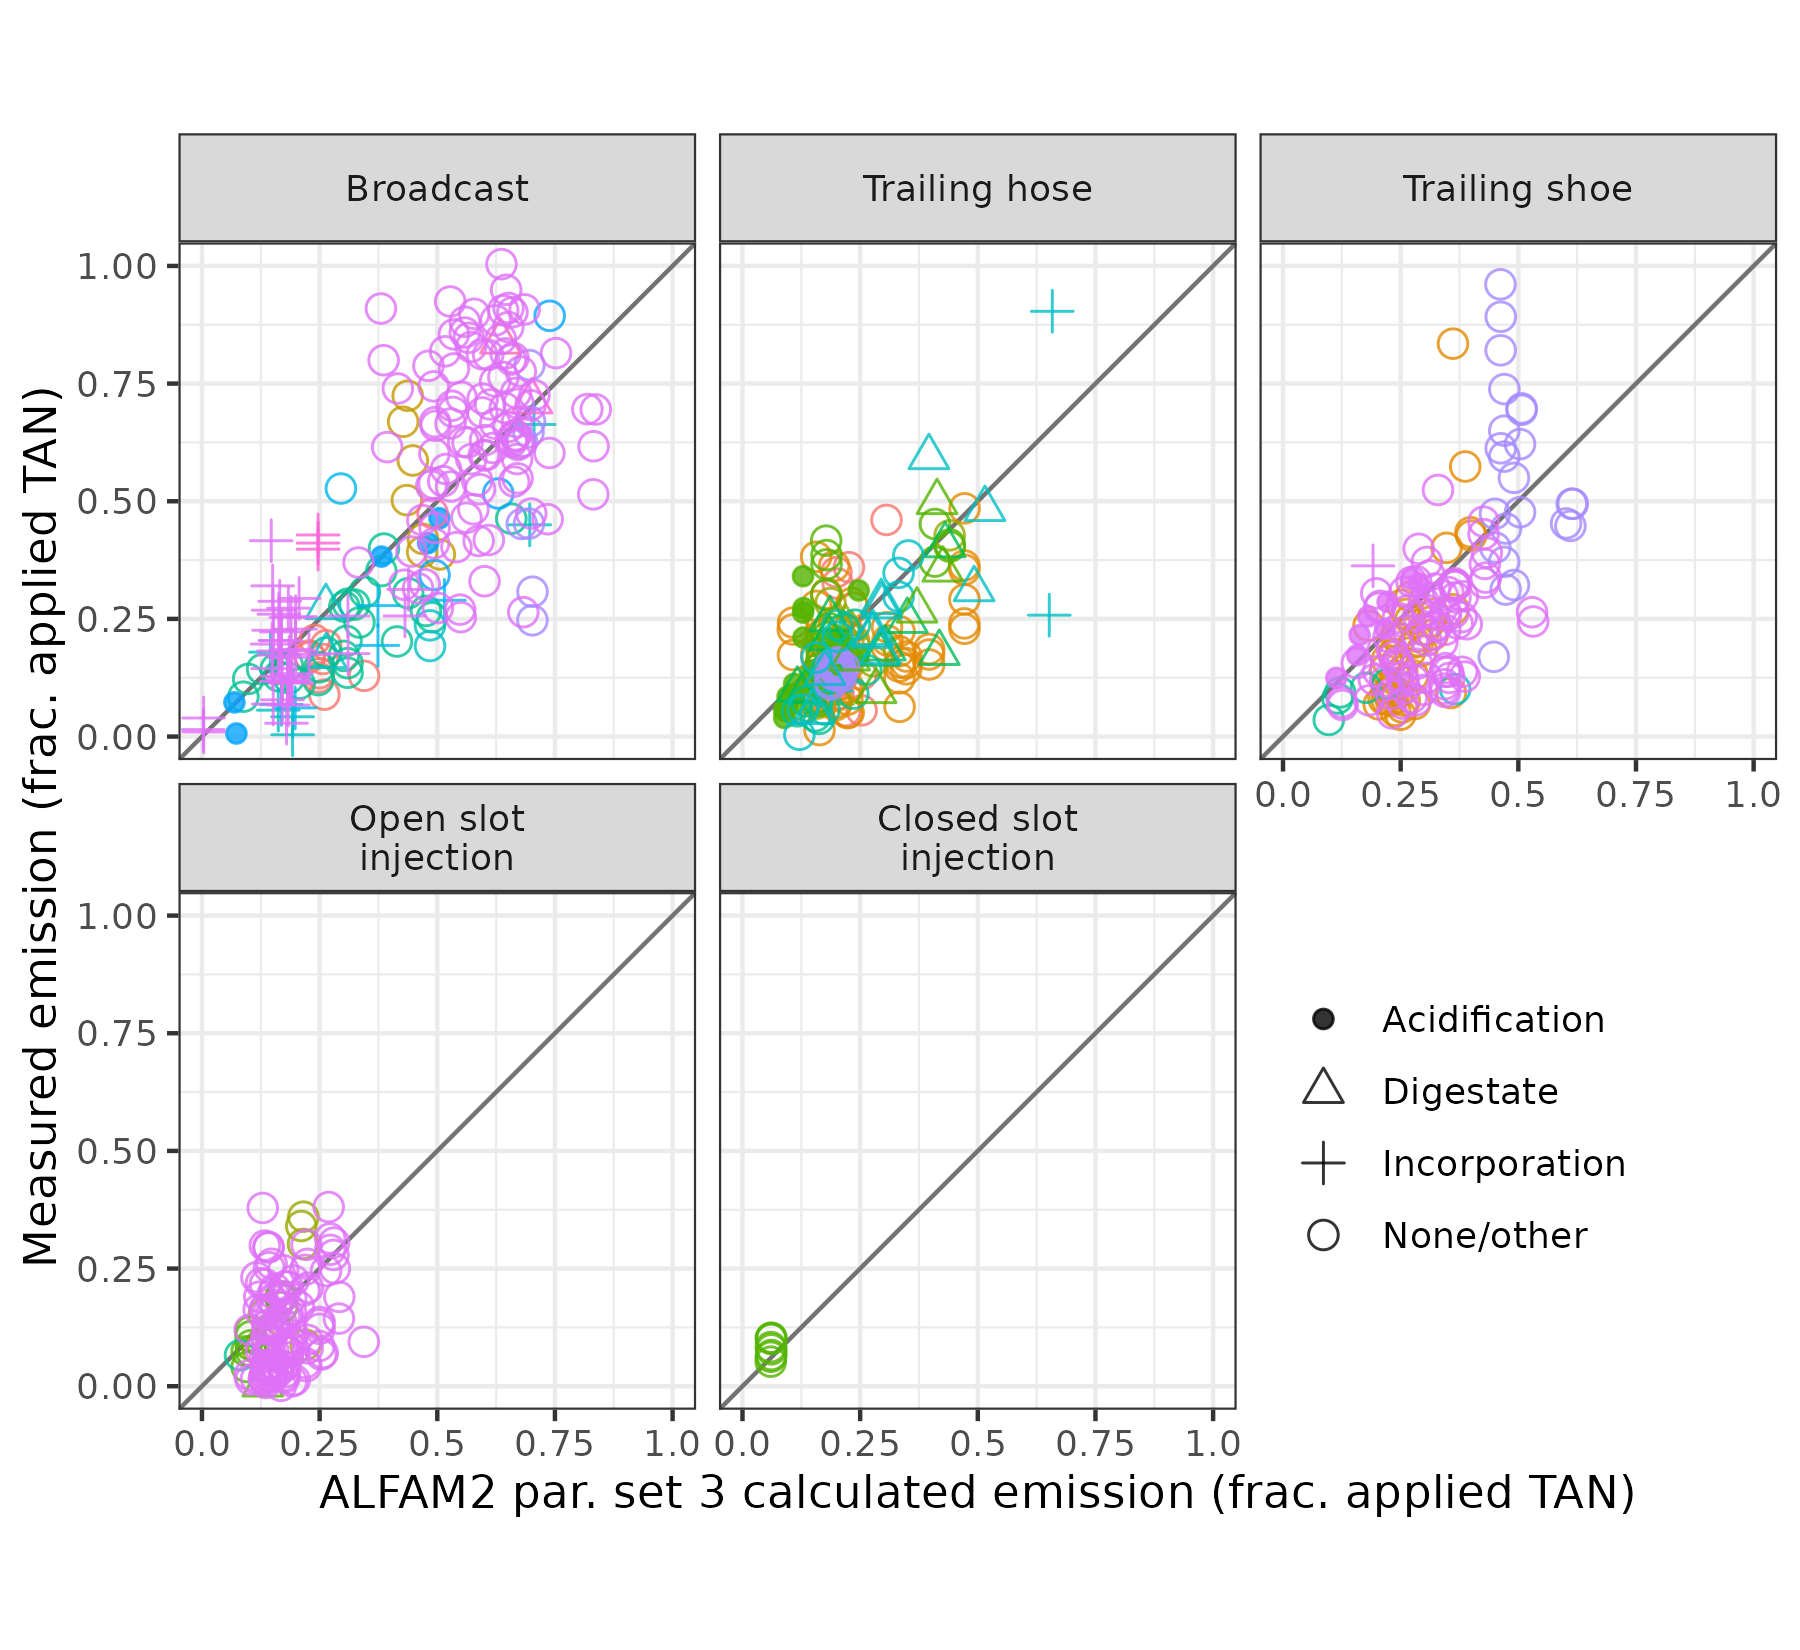 Broadcast
Trailing hose
Trailing shoe
1.00
0.75
0.50
0.25
0.00
0.0 0.25 0.5 0.75 1.0
Open slot
injection
Closed slot
injection
1.00
0.75
0.50
0.25
0.00
0.0 0.25 0.5 0.75 1.0
0.0 0.25 0.5 0.75 1.0
Measured emission (frac. applied TAN)
ALFAM2 par. set 3 calculated emission (frac. applied TAN)
Acidification
Digestate
Incorporation
None/other